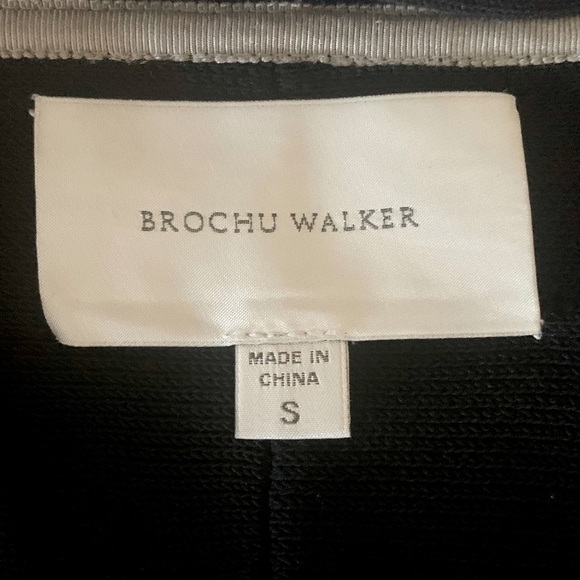 BROCHU WALKER
MADE IN
CHINA
S